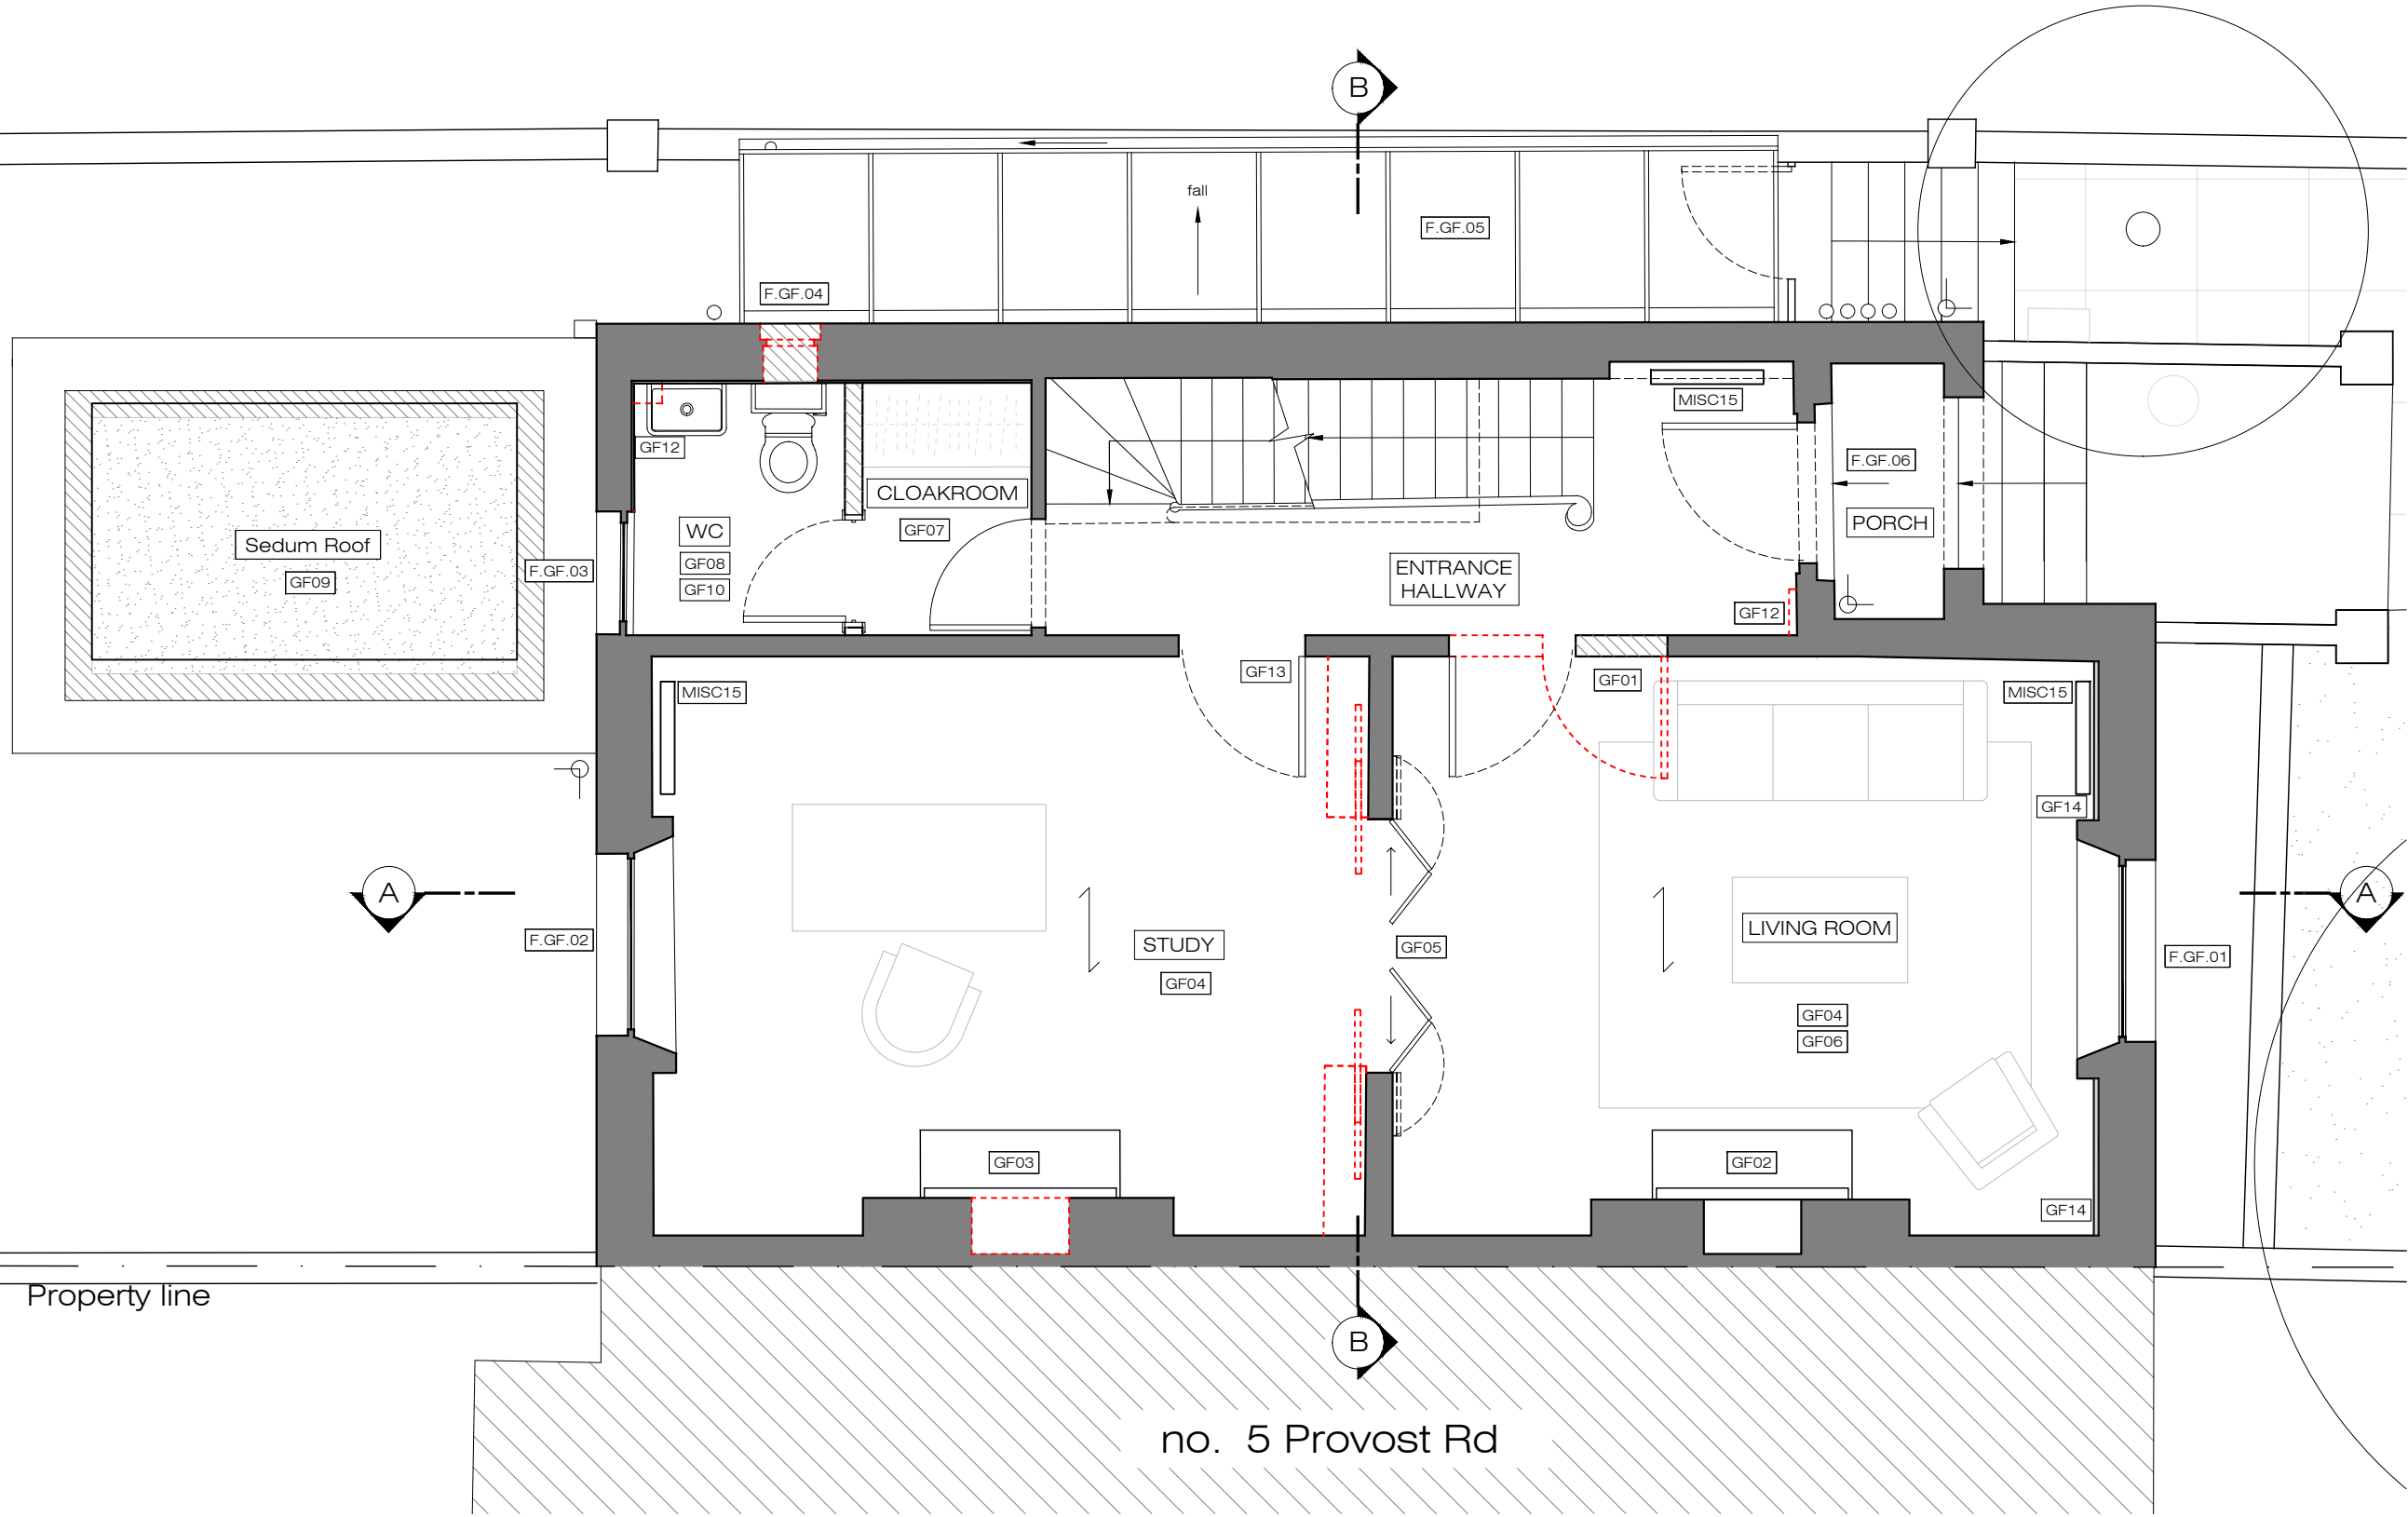 B
fall
F.GF.05
F.GF.04
MISC15
GF12
F.GF.06
CLOAKROOM
GF07
WC
GF08
GF10
PORCH
Sedum Roof
GF09
F.GF.03
ENTRANCE
HALLWAY
GF12
GF13
GF01
MISC15
MISC15
GF14
A
A
F.GF.02
STUDY
GF04
GF05
LIVING ROOM
F.GF.01
GF04
GF06
GF03
GF02
GF14
Property line
B
no. 5 Provost Rd